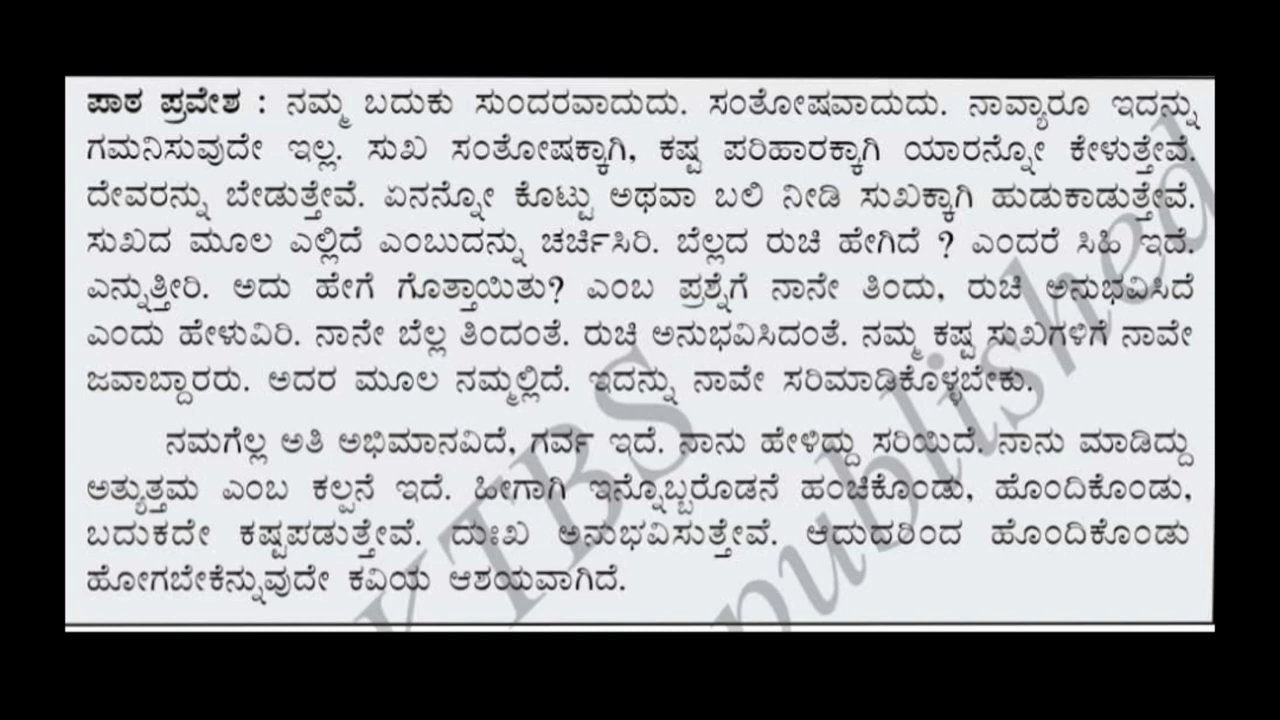 ಪಾಠ ಪ್ರವೇಶ : ನಮ್ಮ ಬದುಕು ಸುಂದರವಾದುದು. ಸಂತೋಷವಾದುದು. ನಾವ್ಯಾರೂ ಇದನ್ನು
ಗಮನಿಸುವುದೇ ಇಲ್ಲ. ಸುಖ ಸಂತೋಷಕ್ಕಾಗಿ, ಕಷ್ಟ ಪರಿಹಾರಕ್ಕಾಗಿ ಯಾರನ್ನೋ ಕೇಳುತ್ತೇವೆ.
ದೇವರನ್ನು ಬೇಡುತ್ತೇವೆ. ಏನನ್ನೋ ಕೊಟ್ಟು ಅಥವಾ ಬಲಿ ನೀಡಿ ಸುಖಕ್ಕಾಗಿ ಹುಡುಕಾಡುತ್ತೇವೆ.
ಸುಖದ ಮೂಲ ಎಲ್ಲಿದೆ ಎಂಬುದನ್ನು ಚರ್ಚಿಸಿರಿ. ಬೆಲ್ಲದ ರುಚಿ ಹೇಗಿದೆ ? ಎಂದರೆ ಸಿಹಿ ಇದೆ.
ಎನ್ನುತ್ತೀರಿ. ಅದು ಹೇಗೆ ಗೊತ್ತಾಯಿತು? ಎಂಬ ಪ್ರಶ್ನೆಗೆ ನಾನೇ ತಿಂದು, ರುಚಿ ಅನುಭವಿಸಿದೆ
ಎಂದು ಹೇಳುವಿರಿ. ನಾನೇ ಬೆಲ್ಲ ತಿಂದಂತೆ. ರುಚಿ ಅನುಭವಿಸಿದಂತೆ. ನಮ್ಮ ಕಷ್ಟ ಸುಖಗಳಿಗೆ ನಾವೇ
ಜವಾಬ್ದಾರರು. ಅದರ ಮೂಲ ನಮ್ಮಲ್ಲಿದೆ. ಇದನ್ನು ನಾವೇ ಸರಿಮಾಡಿಕೊಳ್ಳಬೇಕು.
ನಮಗೆಲ್ಲ ಅತಿ ಅಭಿಮಾನವಿದೆ, ಗರ್ವ ಇದೆ. ನಾನು ಹೇಳಿದ್ದು ಸರಿಯಿದೆ. ನಾನು ಮಾಡಿದ್ದು
ಅತ್ಯುತ್ತಮ ಎಂಬ ಕಲ್ಪನೆ ಇದೆ. ಹೀಗಾಗಿ ಇನ್ನೊಬ್ಬರೊಡನೆ ಹಂಚಿಕೊಂಡು, ಹೊಂದಿಕೊಂಡು,
ಬದುಕದೇ ಕಷ್ಟಪಡುತ್ತೇವೆ. ದುಃಖ ಅನುಭವಿಸುತ್ತೇವೆ. ಆದುದರಿಂದ ಹೊಂದಿಕೊಂಡು
ಹೋಗಬೇಕೆನ್ನುವುದೇ ಕವಿಯ ಆಶಯವಾಗಿದೆ.
KTBS
published